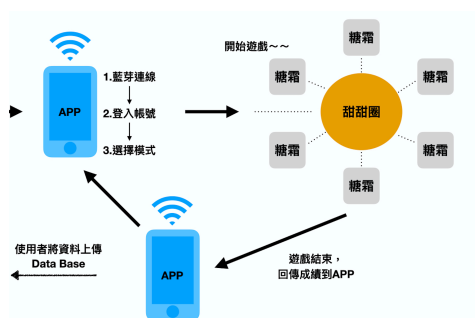 開始遊戲～～
糖霜
糖霜
糖霜
1.藍芽連線
APP
2.登入帳號
甜甜圈
3.選擇模式
糖霜
糖霜
糖霜
使用者將資料上傳
Data Base
APP
遊戲結束，
回傳成績到APP